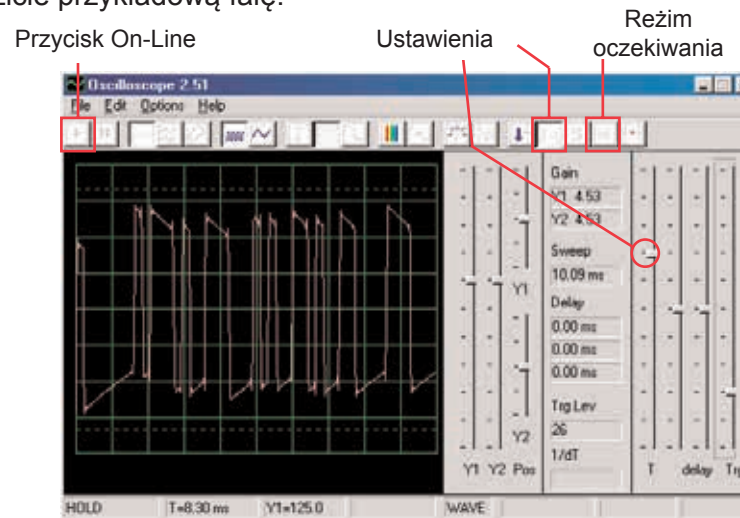 przykładową falę.
Reżim
Przycisk On-Line Ustawienia oczekiwania
Oscilloscope 2.51
File Edit Options Help
Gain
Y1 4.53
Y2 4.53
Sweep
10.09 ms
Y1
Delay
0.00 ms
0.00 ms
0.00 ms
Trg Lev
26
Y2
1/dT
Y1 Y2 Pos T delay
HOLD T=8.30 ms Y1=125.0 WAVE